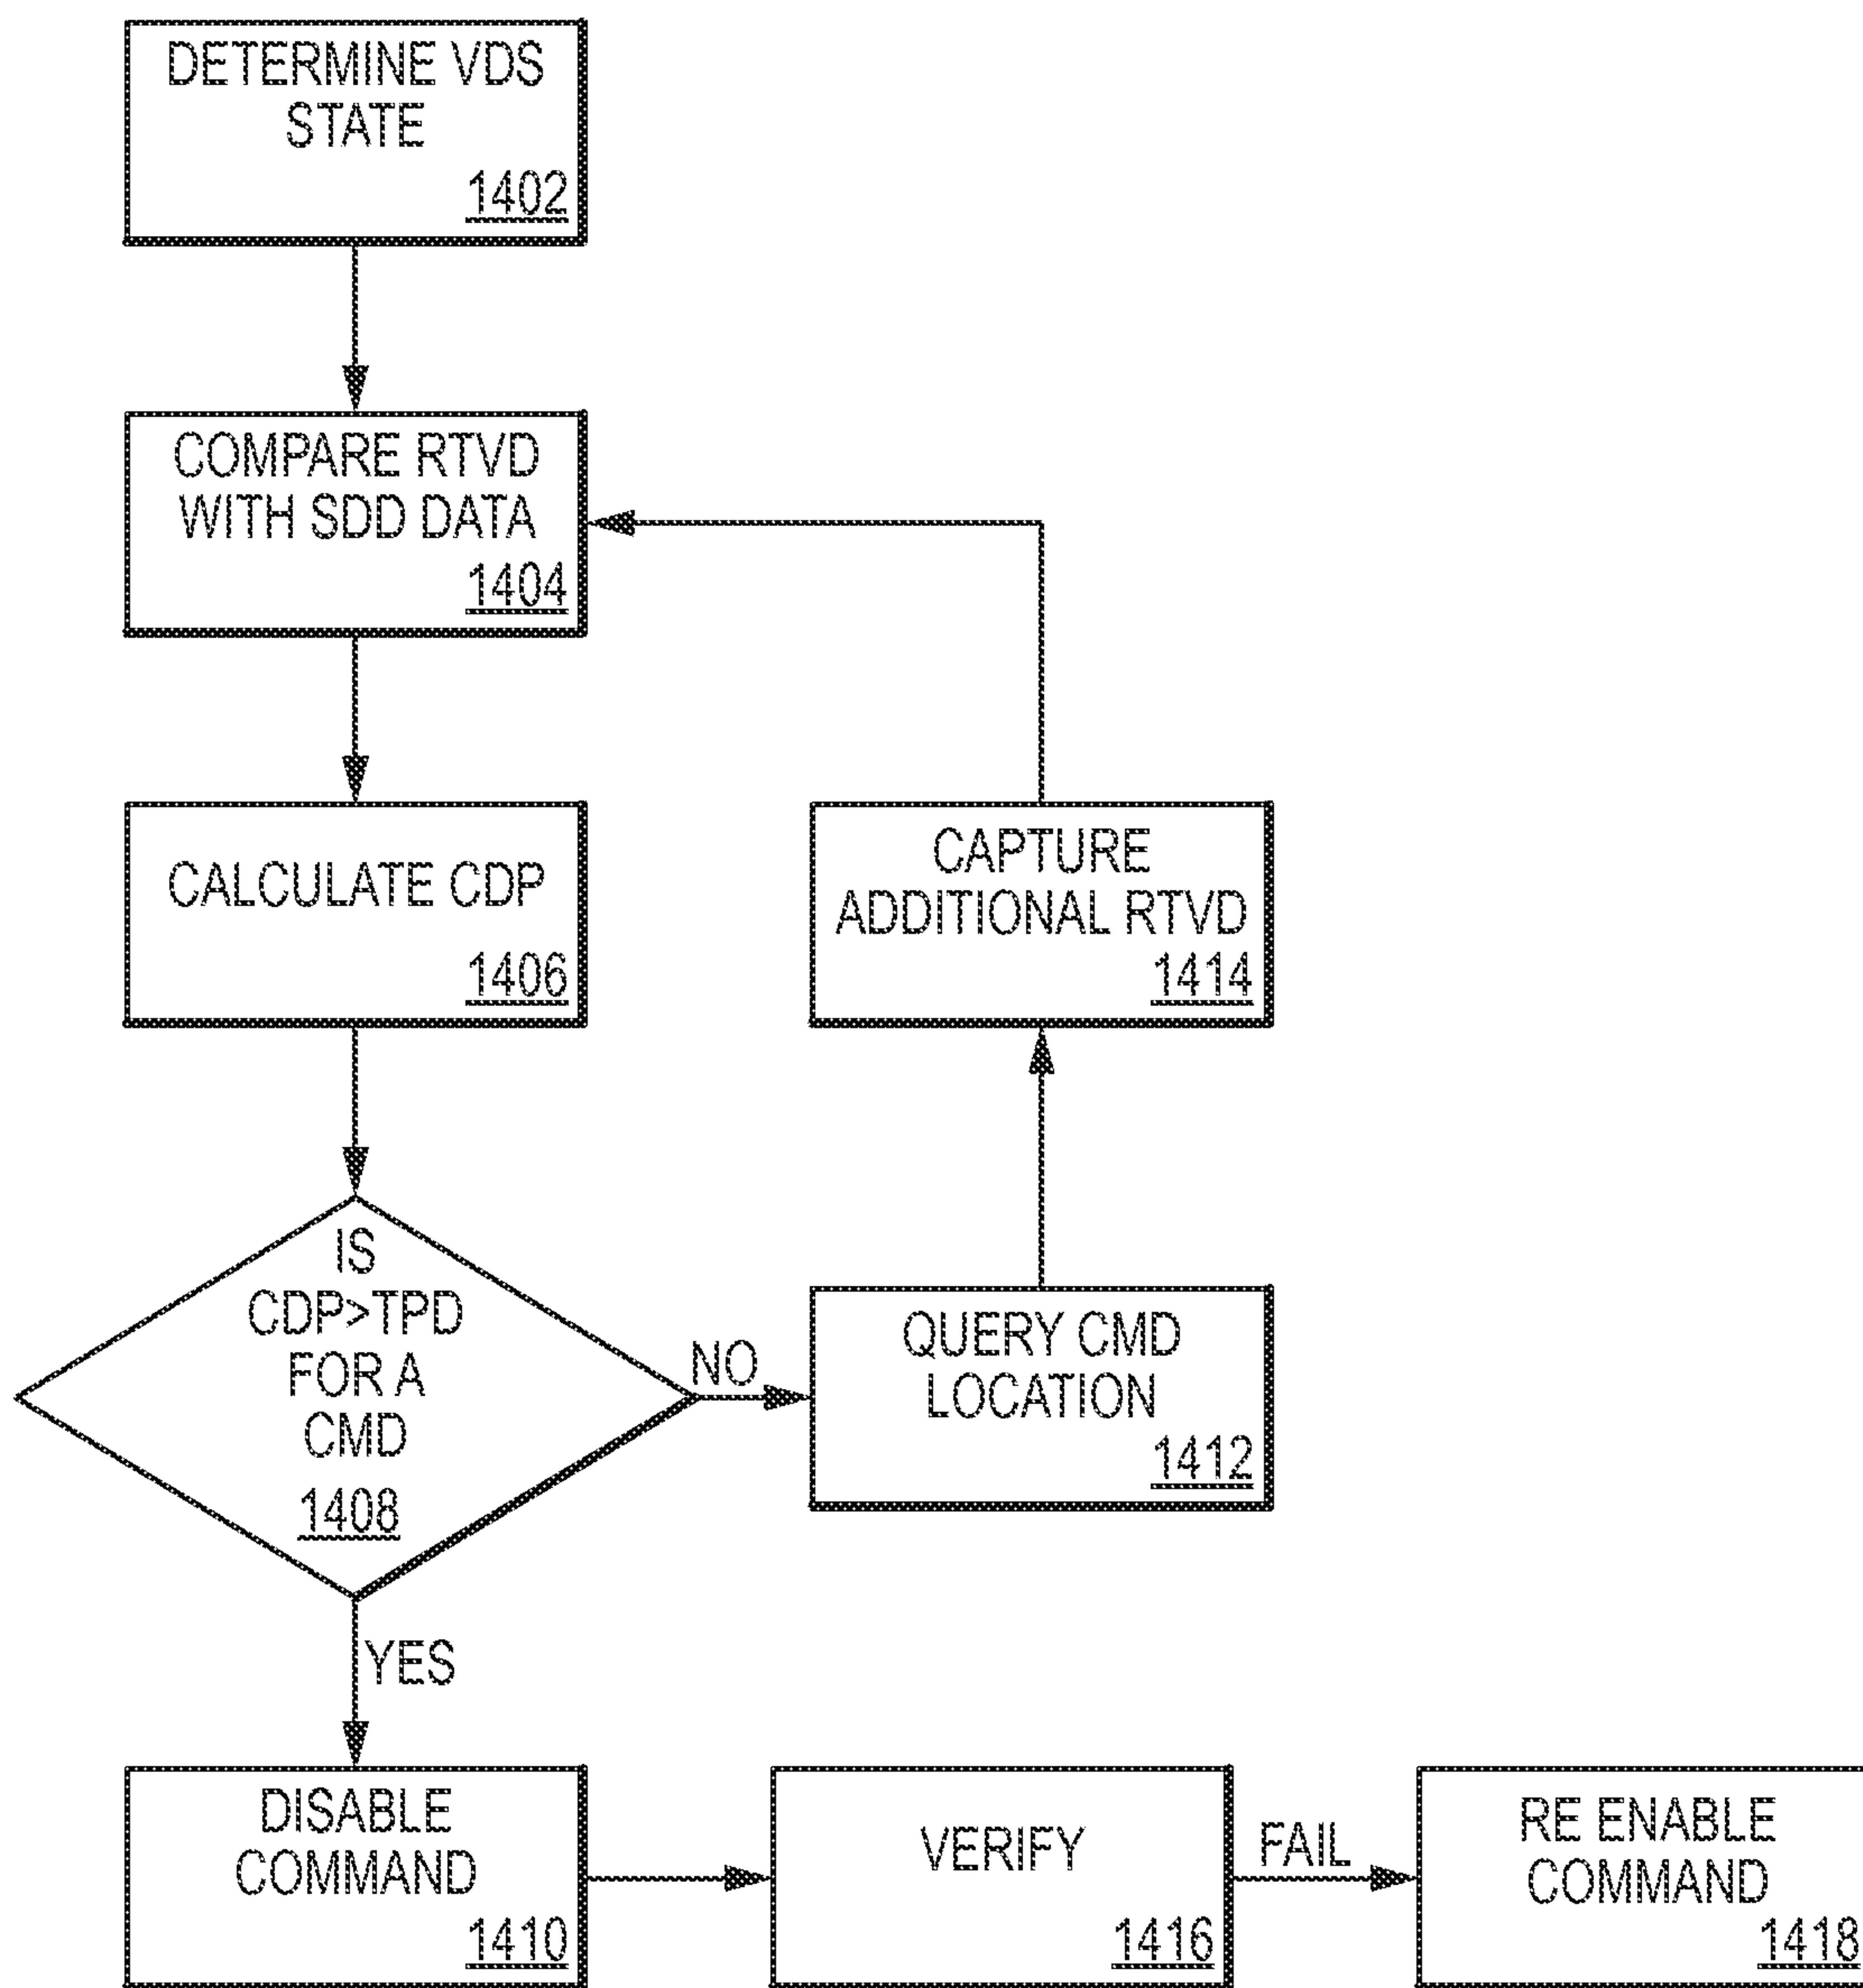 DETERMINE VDS
STATE
1402
COMPARE RTVD
WITH SDD DATA
1404
CALCULATE CDP
1406
CAPTURE
ADDITIONAL RTVD
1414
IS
CDP>TPD
FOR A
CMD
1408
NO
QUERY CMD
LOCATION
1412
YES
DISABLE
COMMAND
1410
VERIFY
1416
FAIL
RE ENABLE
COMMAND
1418